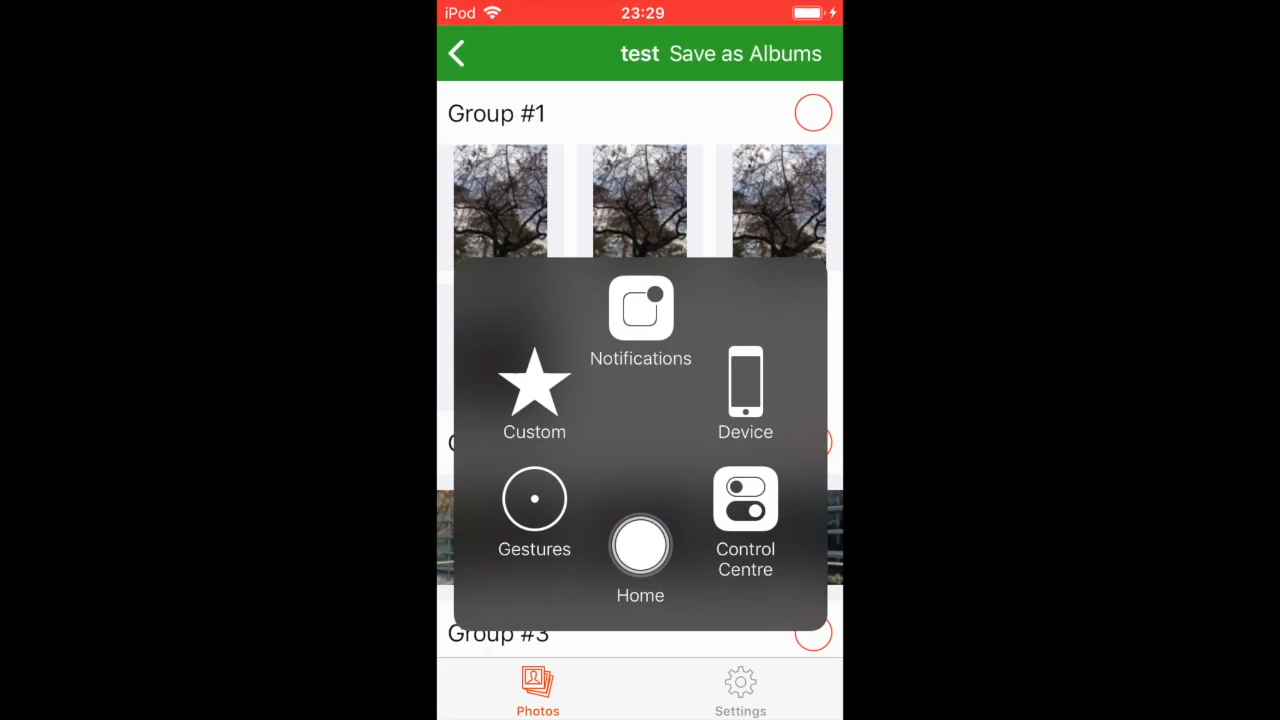 iPod 23:29
test Save as Albums
Group #1
Notifications
Custom
Device
Gestures
Control
Centre
Home
Group #3
Photos
Settings